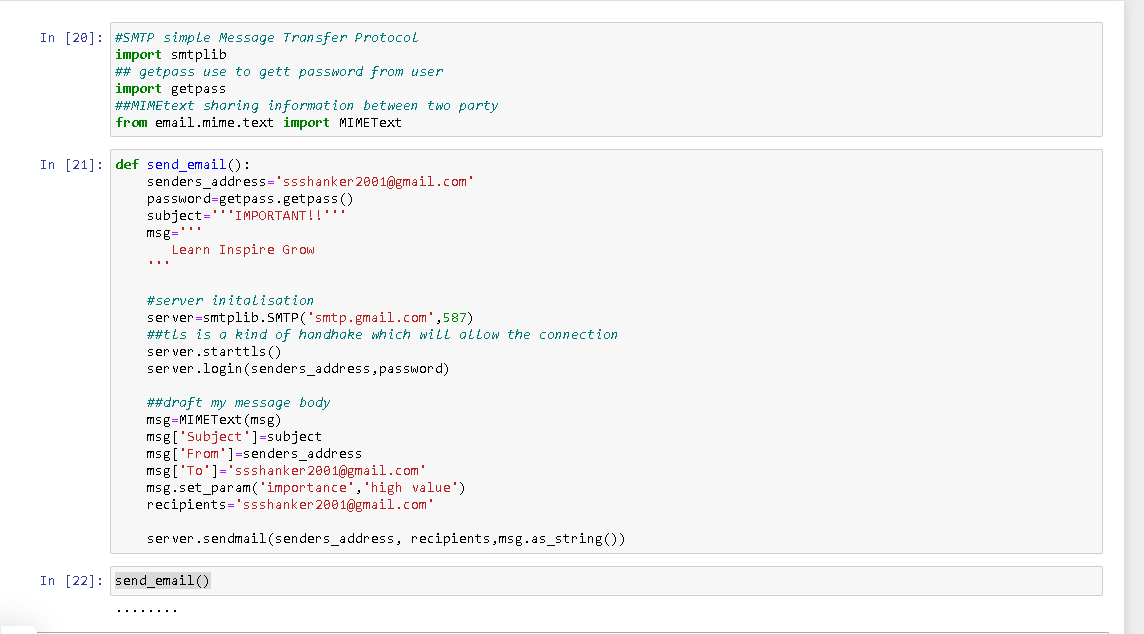 In [20]: #SMTP simple Message Transfer Protocol
import smtplib
## getpass use to gett password from user
import getpass
##MIMEtext sharing information between two party
from email.mime.text import MIMEText
In [21]: def send_email():
    senders_address='ssshanker2001@gmail.com'
    password=getpass.getpass()
    subject='''IMPORTANT!!'''
    msg='''
       Learn Inspire Grow
    '''
    #server initalisation
    server=smtplib.SMTP('smtp.gmail.com',587)
    ##tls is a kind of handhake which will allow the connection
    server.starttls()
    server.login(senders_address,password)
    ##draft my message body
    msg=MIMEText(msg)
    msg['Subject']=subject
    msg['From']=senders_address
    msg['To']='ssshanker2001@gmail.com'
    msg.set_param('importance','high value')
    recipients='ssshanker2001@gmail.com'
    server.sendmail(senders_address, recipients,msg.as_string())
In [22]: send_email()
········